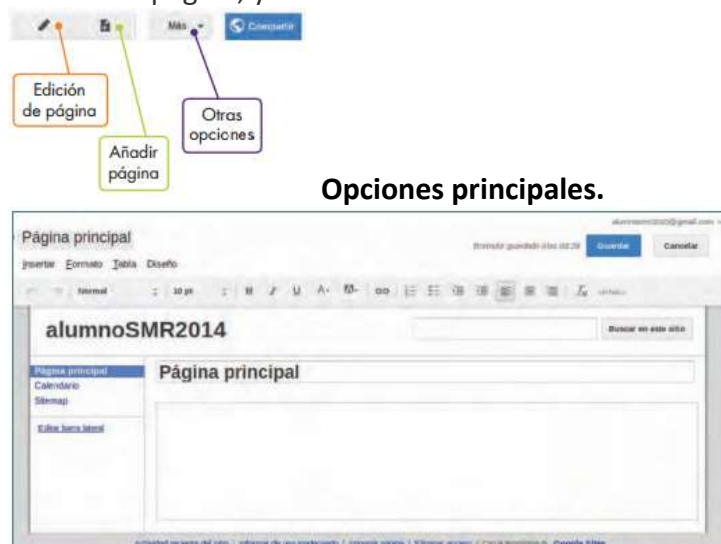 Más
Compartir
Edición
de página
Otras
opciones
Añadir
página
Opciones principales.
Página principal
Guardar
Cancelar
Insertar Formato Tabla Diseño
Normal
10 pt
alumnoSMR2014
Buscar en este sitio
Página principal
Página principal
Calendario
Sitemap
Editar barra lateral
Google Sites